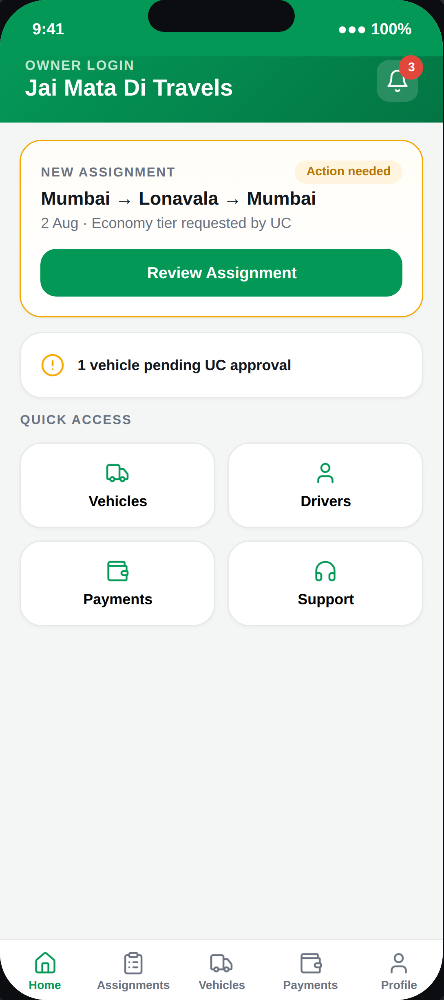 9:41
●●● 100%
OWNER LOGIN
Jai Mata Di Travels
3
NEW ASSIGNMENT
Action needed
Mumbai → Lonavala → Mumbai
2 Aug · Economy tier requested by UC
Review Assignment
1 vehicle pending UC approval
QUICK ACCESS
Vehicles
Drivers
Payments
Support
Home
Assignments
Vehicles
Payments
Profile